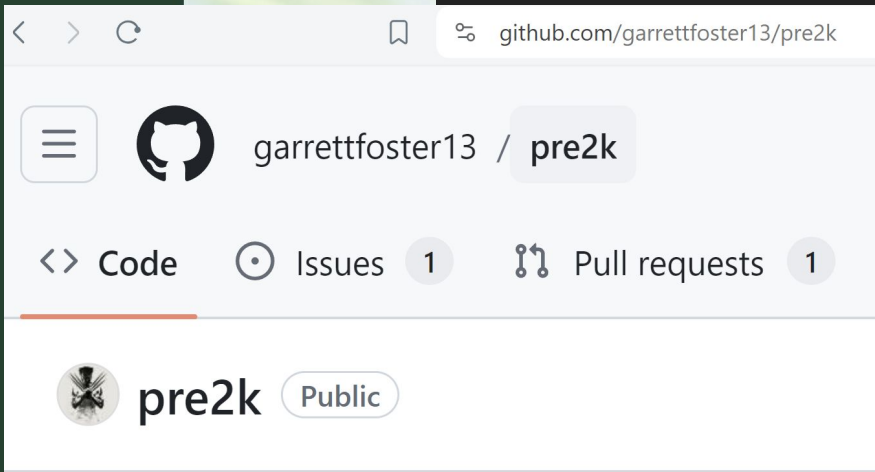 github.com/garrettfoster13/pre2k
garrettfoster13 / pre2k
Code Issues 1 Pull requests 1
pre2k Public